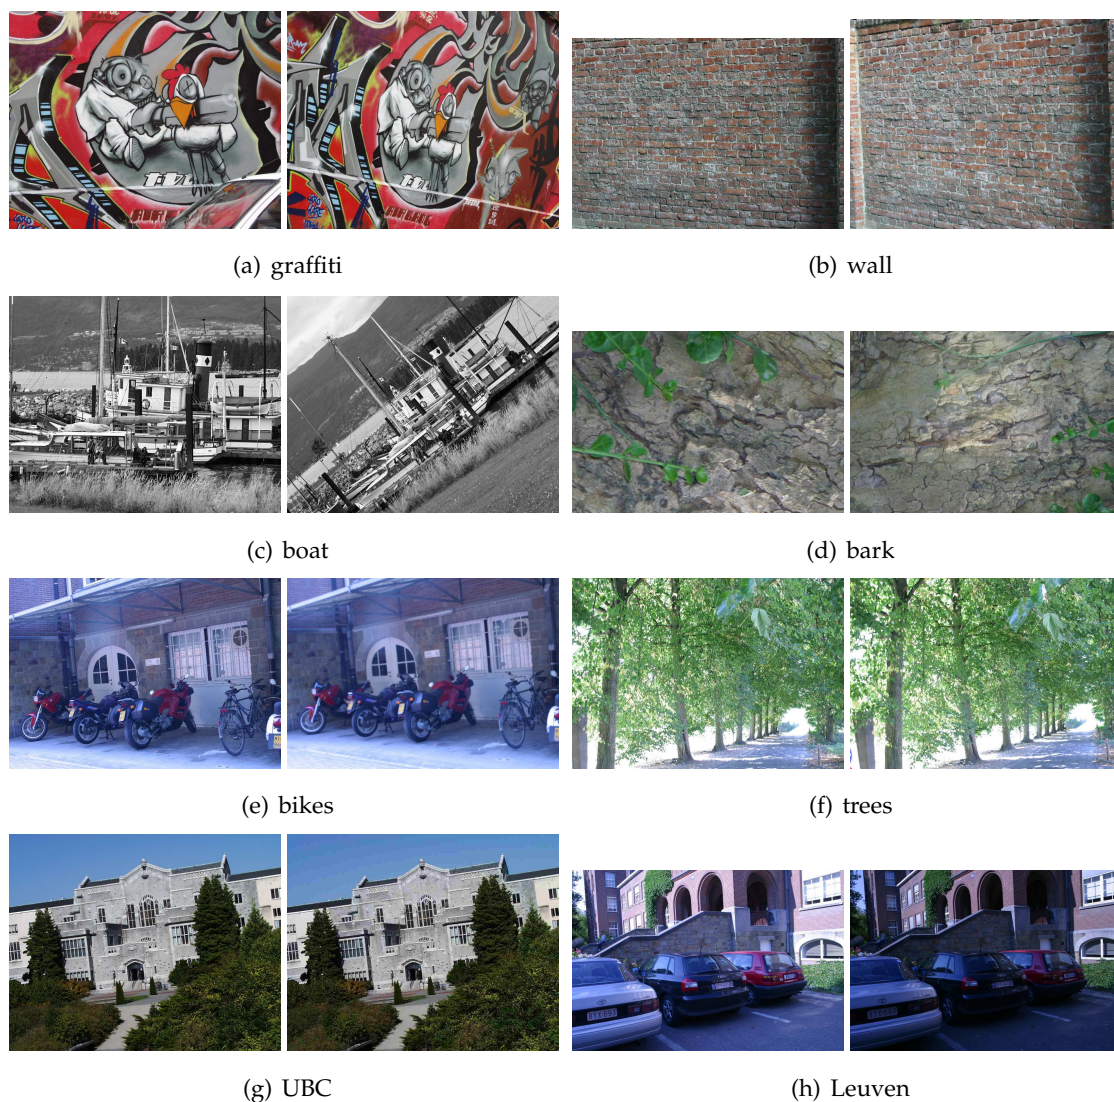 (a) graffiti
(b) wall
(c) boat
(d) bark
(e) bikes
(f) trees
(g) UBC
(h) Leuven